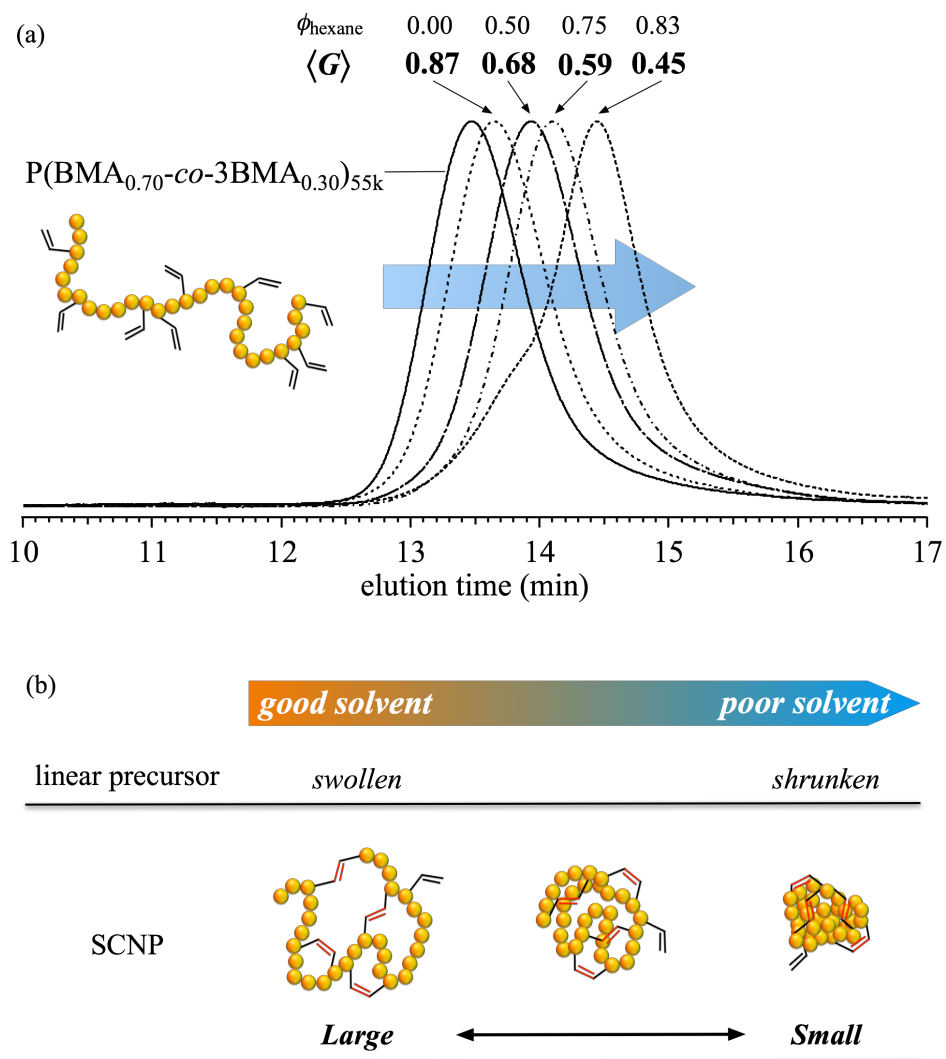 (a)
ϕhexane 0.00 0.50 0.75 0.83
⟨G⟩ 0.87 0.68 0.59 0.45
P(BMA0.70-co-3BMA0.30)55k
10 11 12 13 14 15 16 17
elution time (min)
(b)
good solvent poor solvent
linear precursor swollen shrunken
SCNP
Large Small